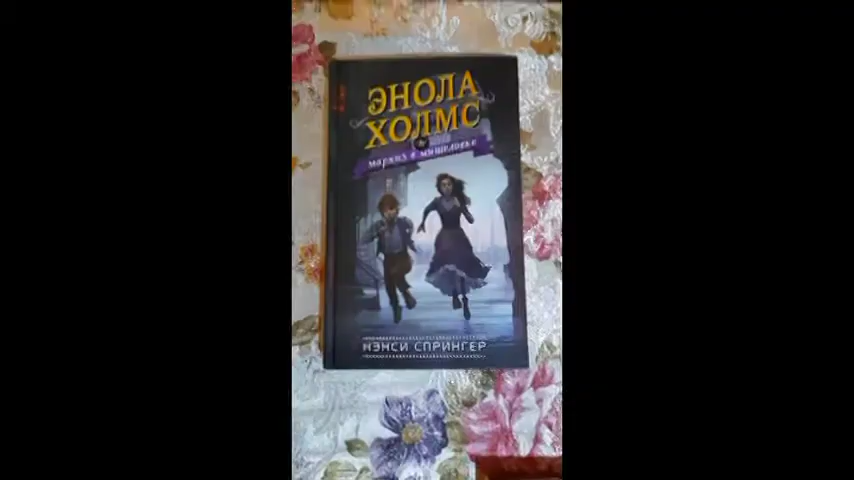 ЭНОЛА
ХОЛМС
и
маркиз в мышеловке
НЭНСИ СПРИНГЕР